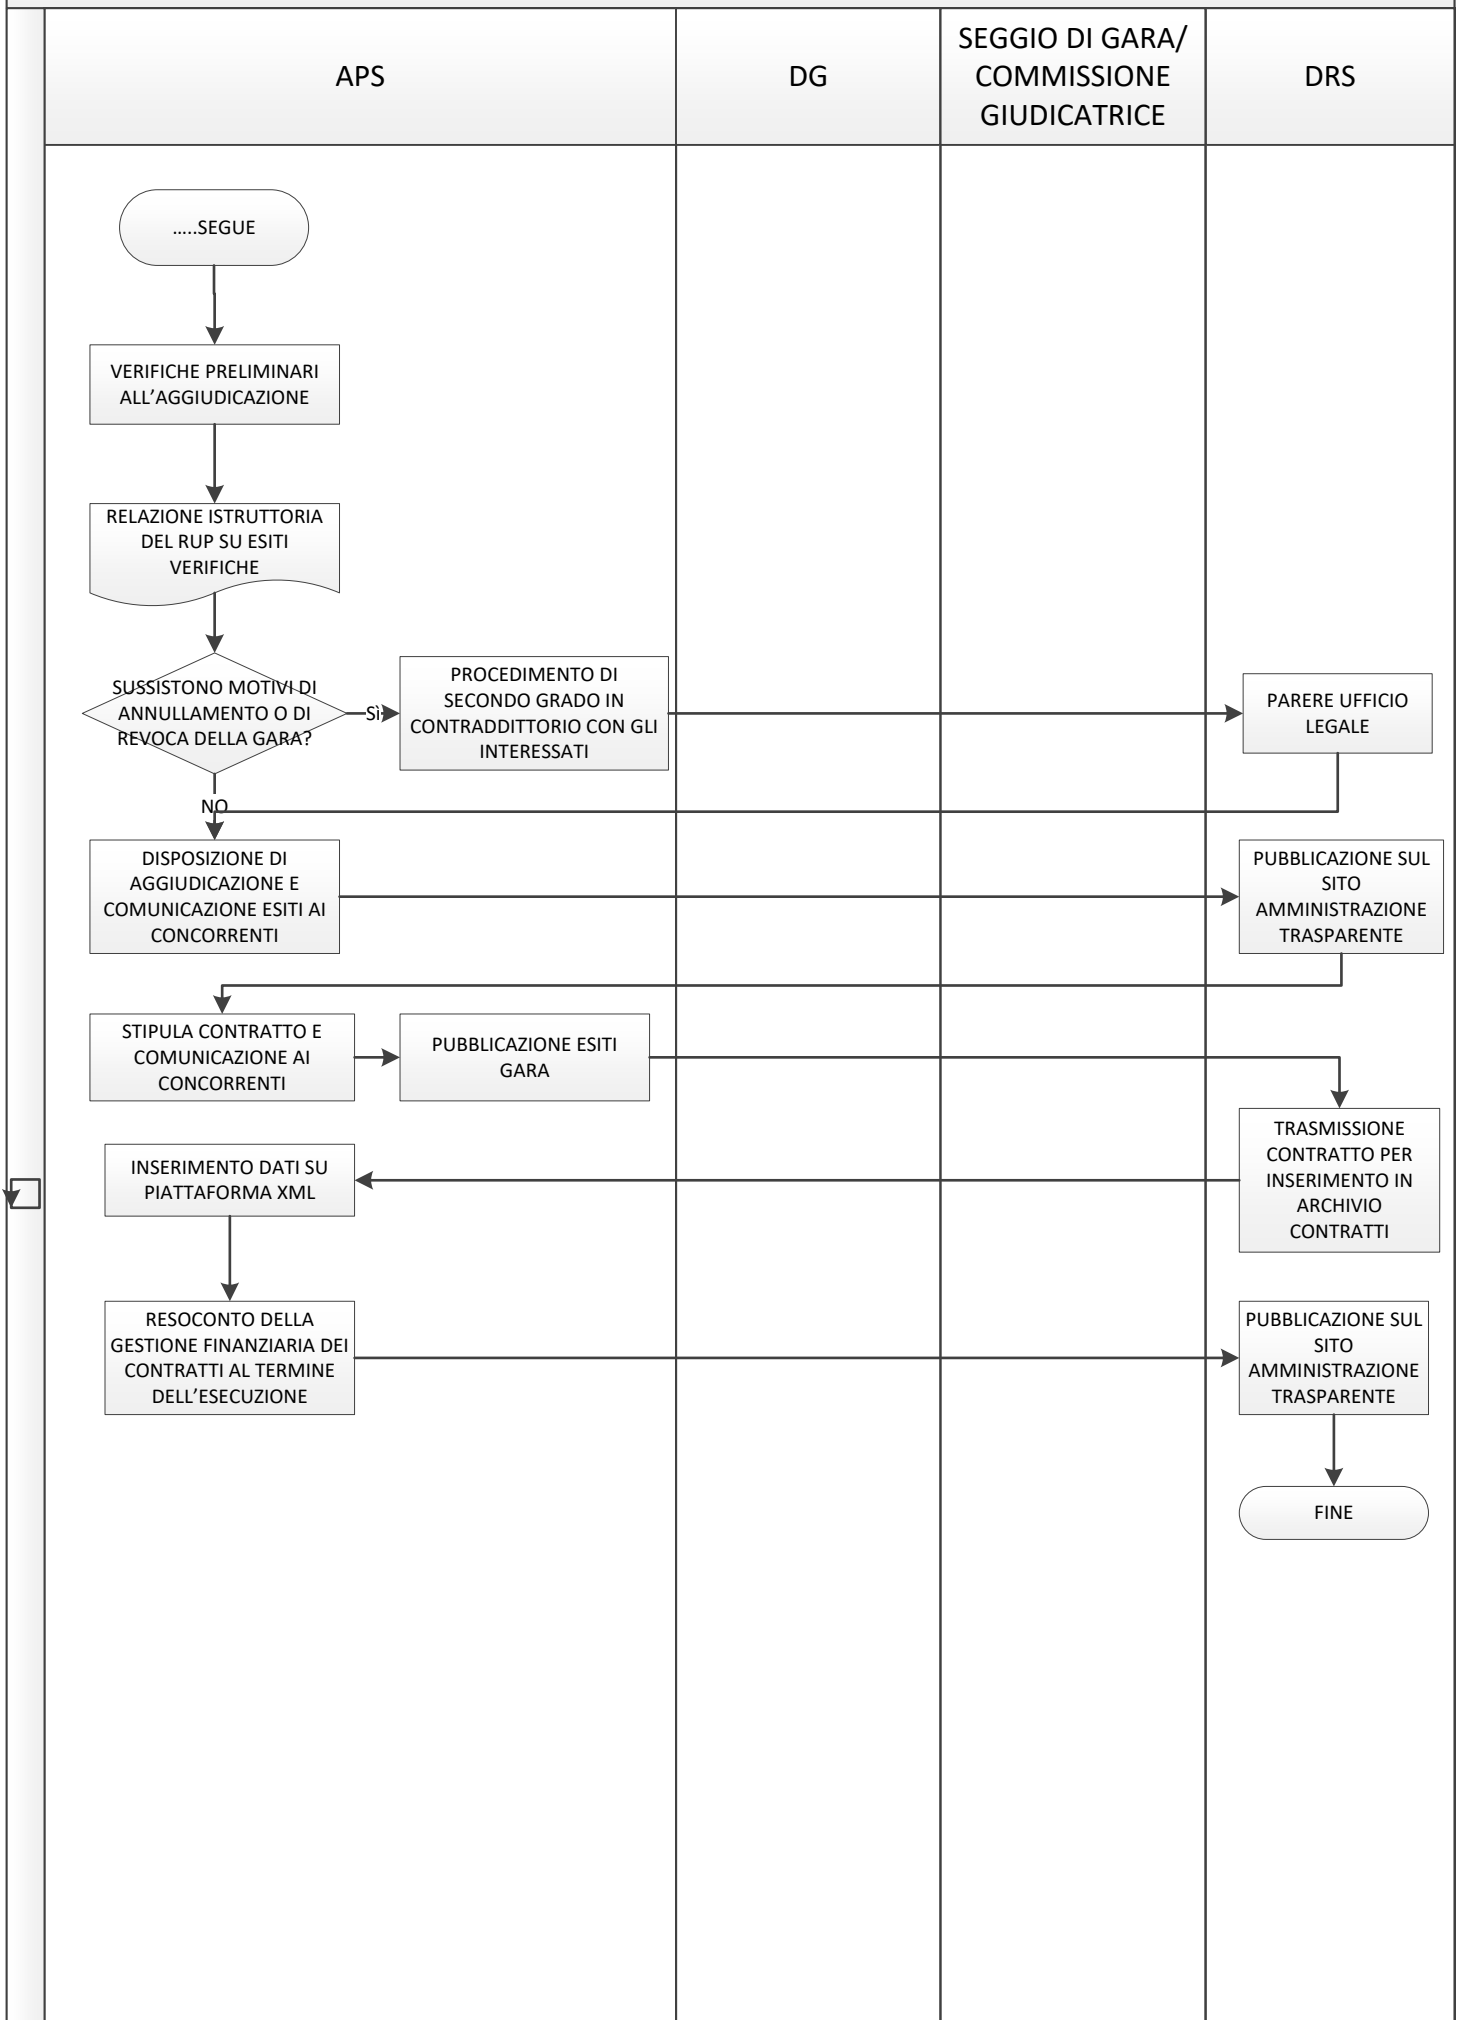 APS
DG
SEGGIO DI GARA/
COMMISSIONE
GIUDICATRICE
DRS
.....SEGUE
VERIFICHE PRELIMINARI
ALL’AGGIUDICAZIONE
RELAZIONE ISTRUTTORIA
DEL RUP SU ESITI
VERIFICHE
SUSSISTONO MOTIVI DI
ANNULLAMENTO O DI
REVOCA DELLA GARA?
Sì
PROCEDIMENTO DI
SECONDO GRADO IN
CONTRADDITTORIO CON GLI
INTERESSATI
PARERE UFFICIO
LEGALE
NO
DISPOSIZIONE DI
AGGIUDICAZIONE E
COMUNICAZIONE ESITI AI
CONCORRENTI
PUBBLICAZIONE SUL
SITO
AMMINISTRAZIONE
TRASPARENTE
STIPULA CONTRATTO E
COMUNICAZIONE AI
CONCORRENTI
PUBBLICAZIONE ESITI
GARA
TRASMISSIONE
CONTRATTO PER
INSERIMENTO IN
ARCHIVIO
CONTRATTI
INSERIMENTO DATI SU
PIATTAFORMA XML
RESOCONTO DELLA
GESTIONE FINANZIARIA DEI
CONTRATTI AL TERMINE
DELL’ESECUZIONE
PUBBLICAZIONE SUL
SITO
AMMINISTRAZIONE
TRASPARENTE
FINE